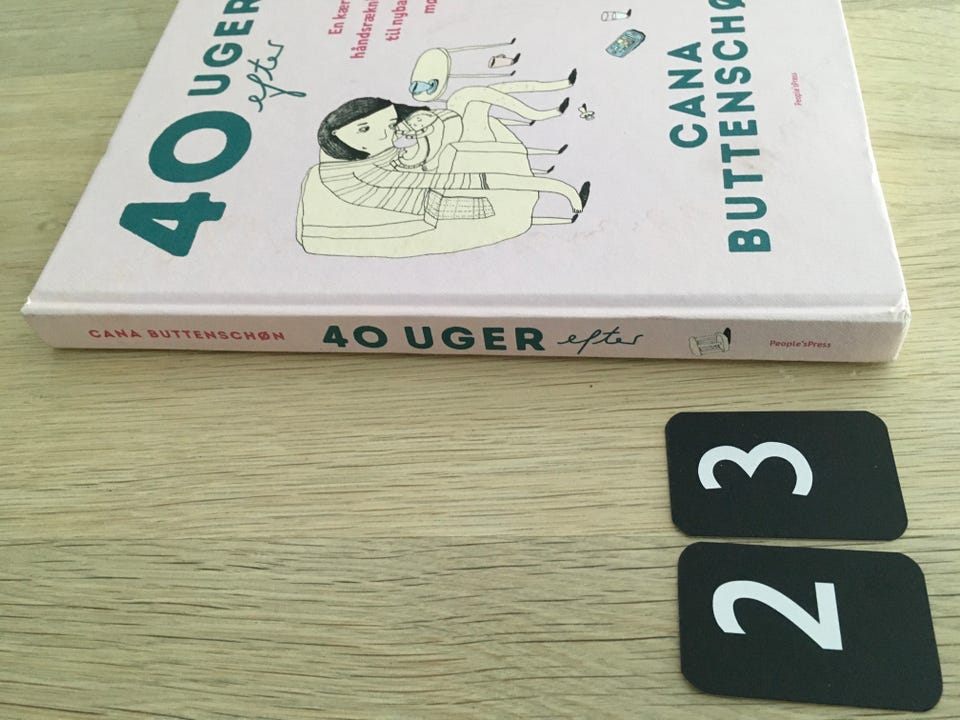 40 UGER
efter
En kær
håndsrækn
til nyba
CANA
BUTTENSCHØ
People'sPress
CANA BUTTENSCHØN 40 UGER efter People'sPress
2 3